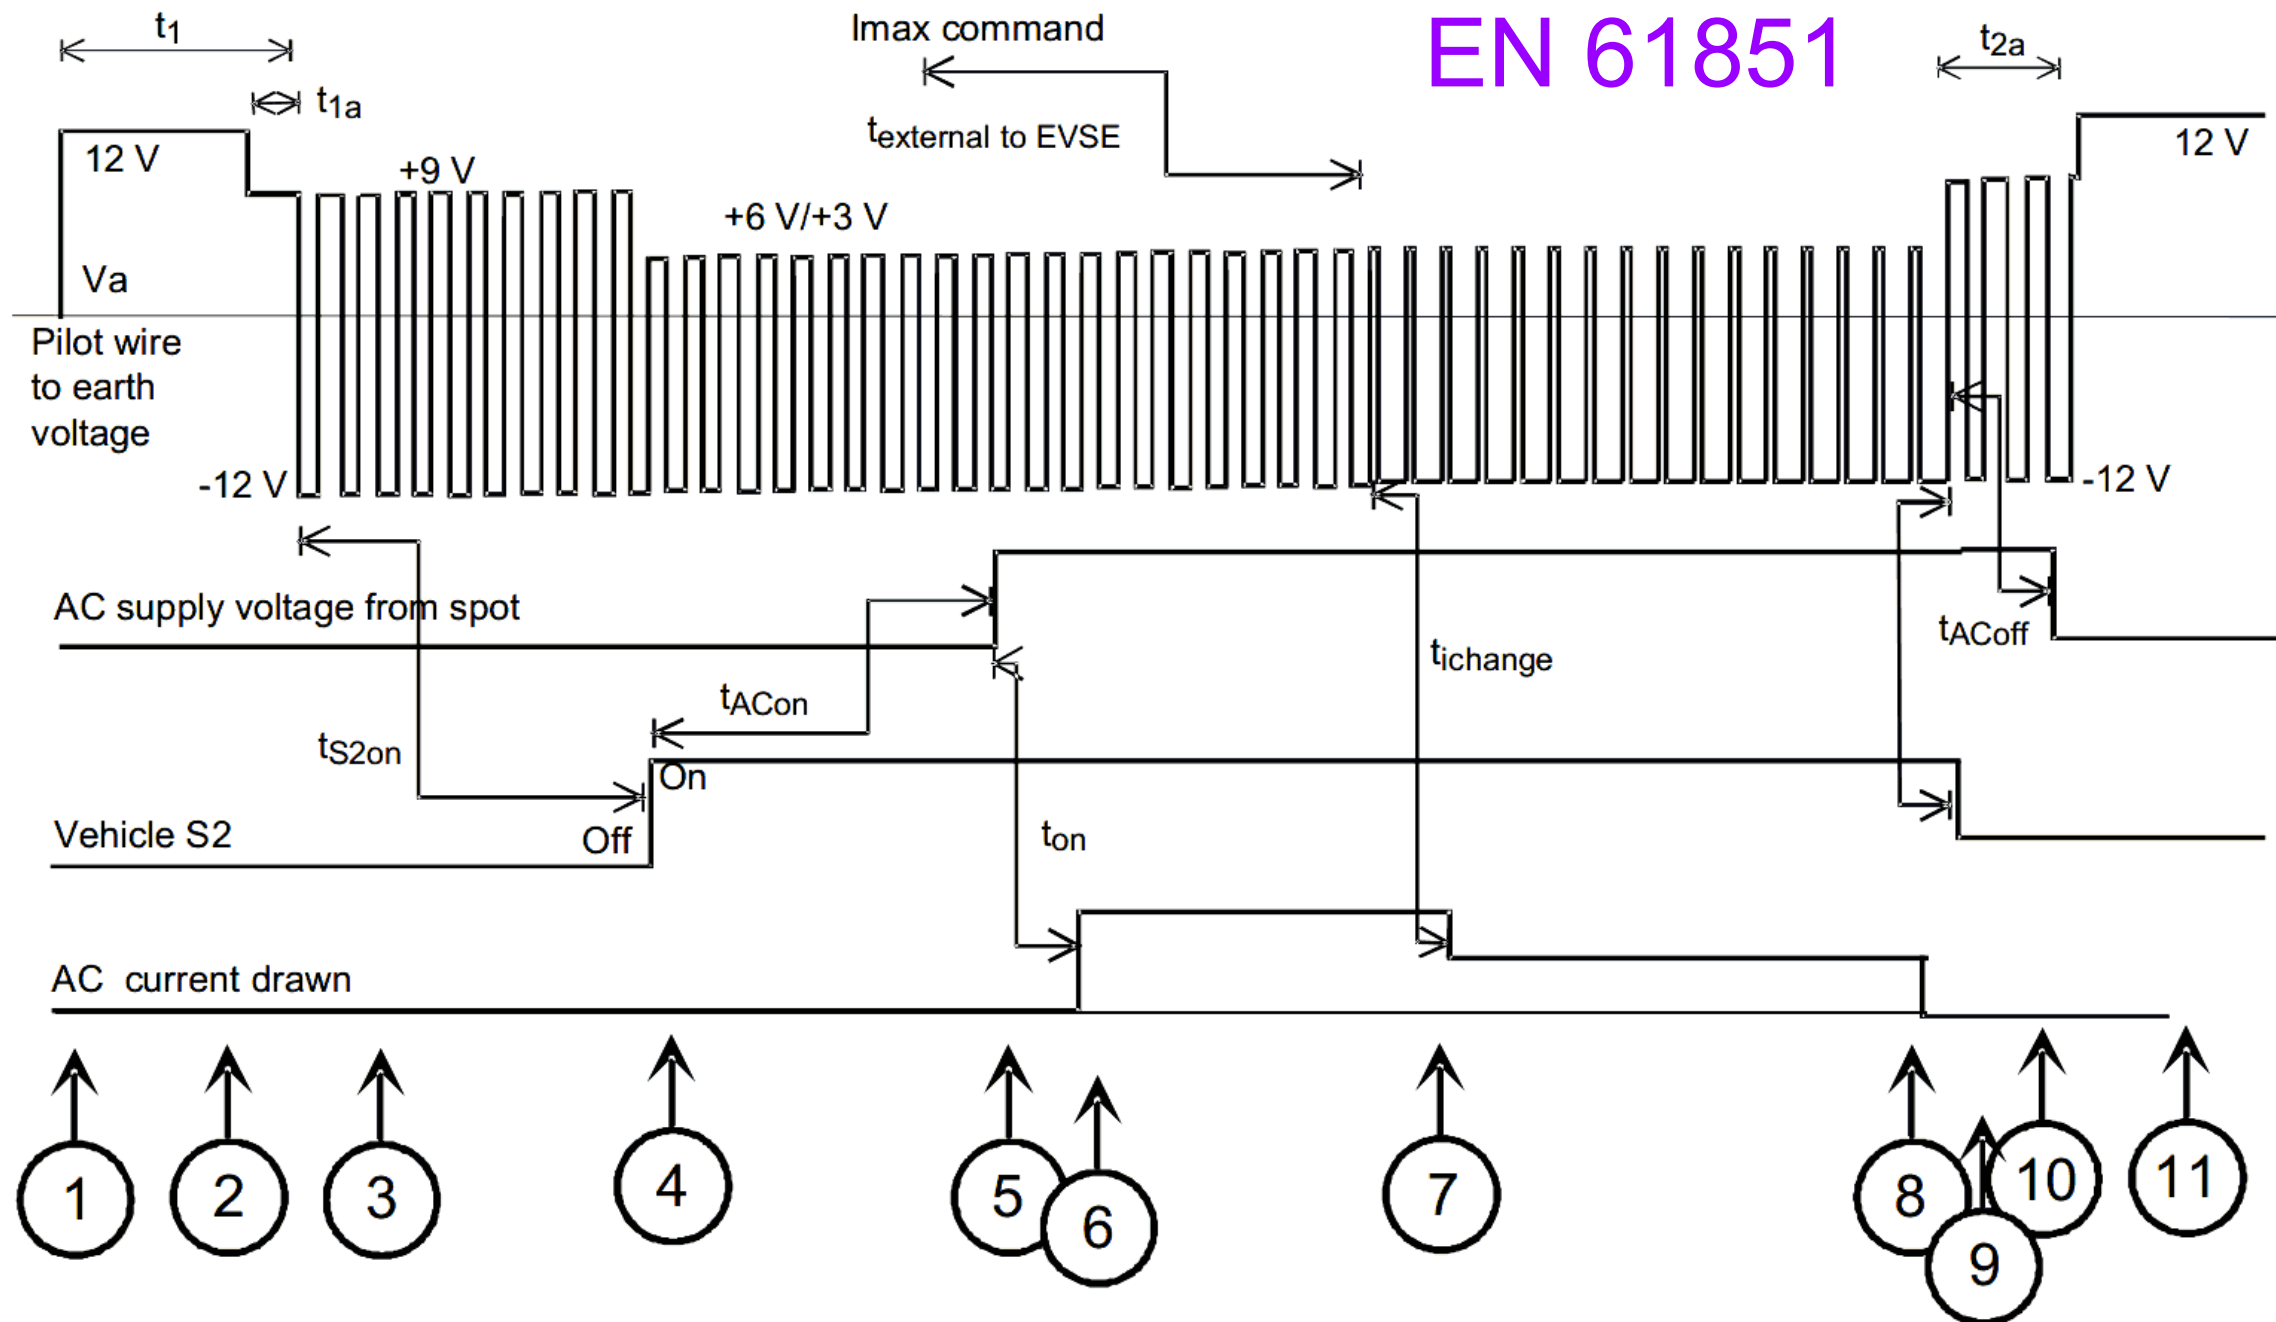 t1
Imax command
EN 61851
t2a
t1a
texternal to EVSE
12 V
12 V
+9 V
+6 V/+3 V
Va
Pilot wire
to earth
voltage
-12 V
-12 V
AC supply voltage from spot
tACoff
tichange
tACon
tS2on
On
Vehicle S2
Off
ton
AC current drawn
1
2
3
4
5
6
7
8
9
10
11